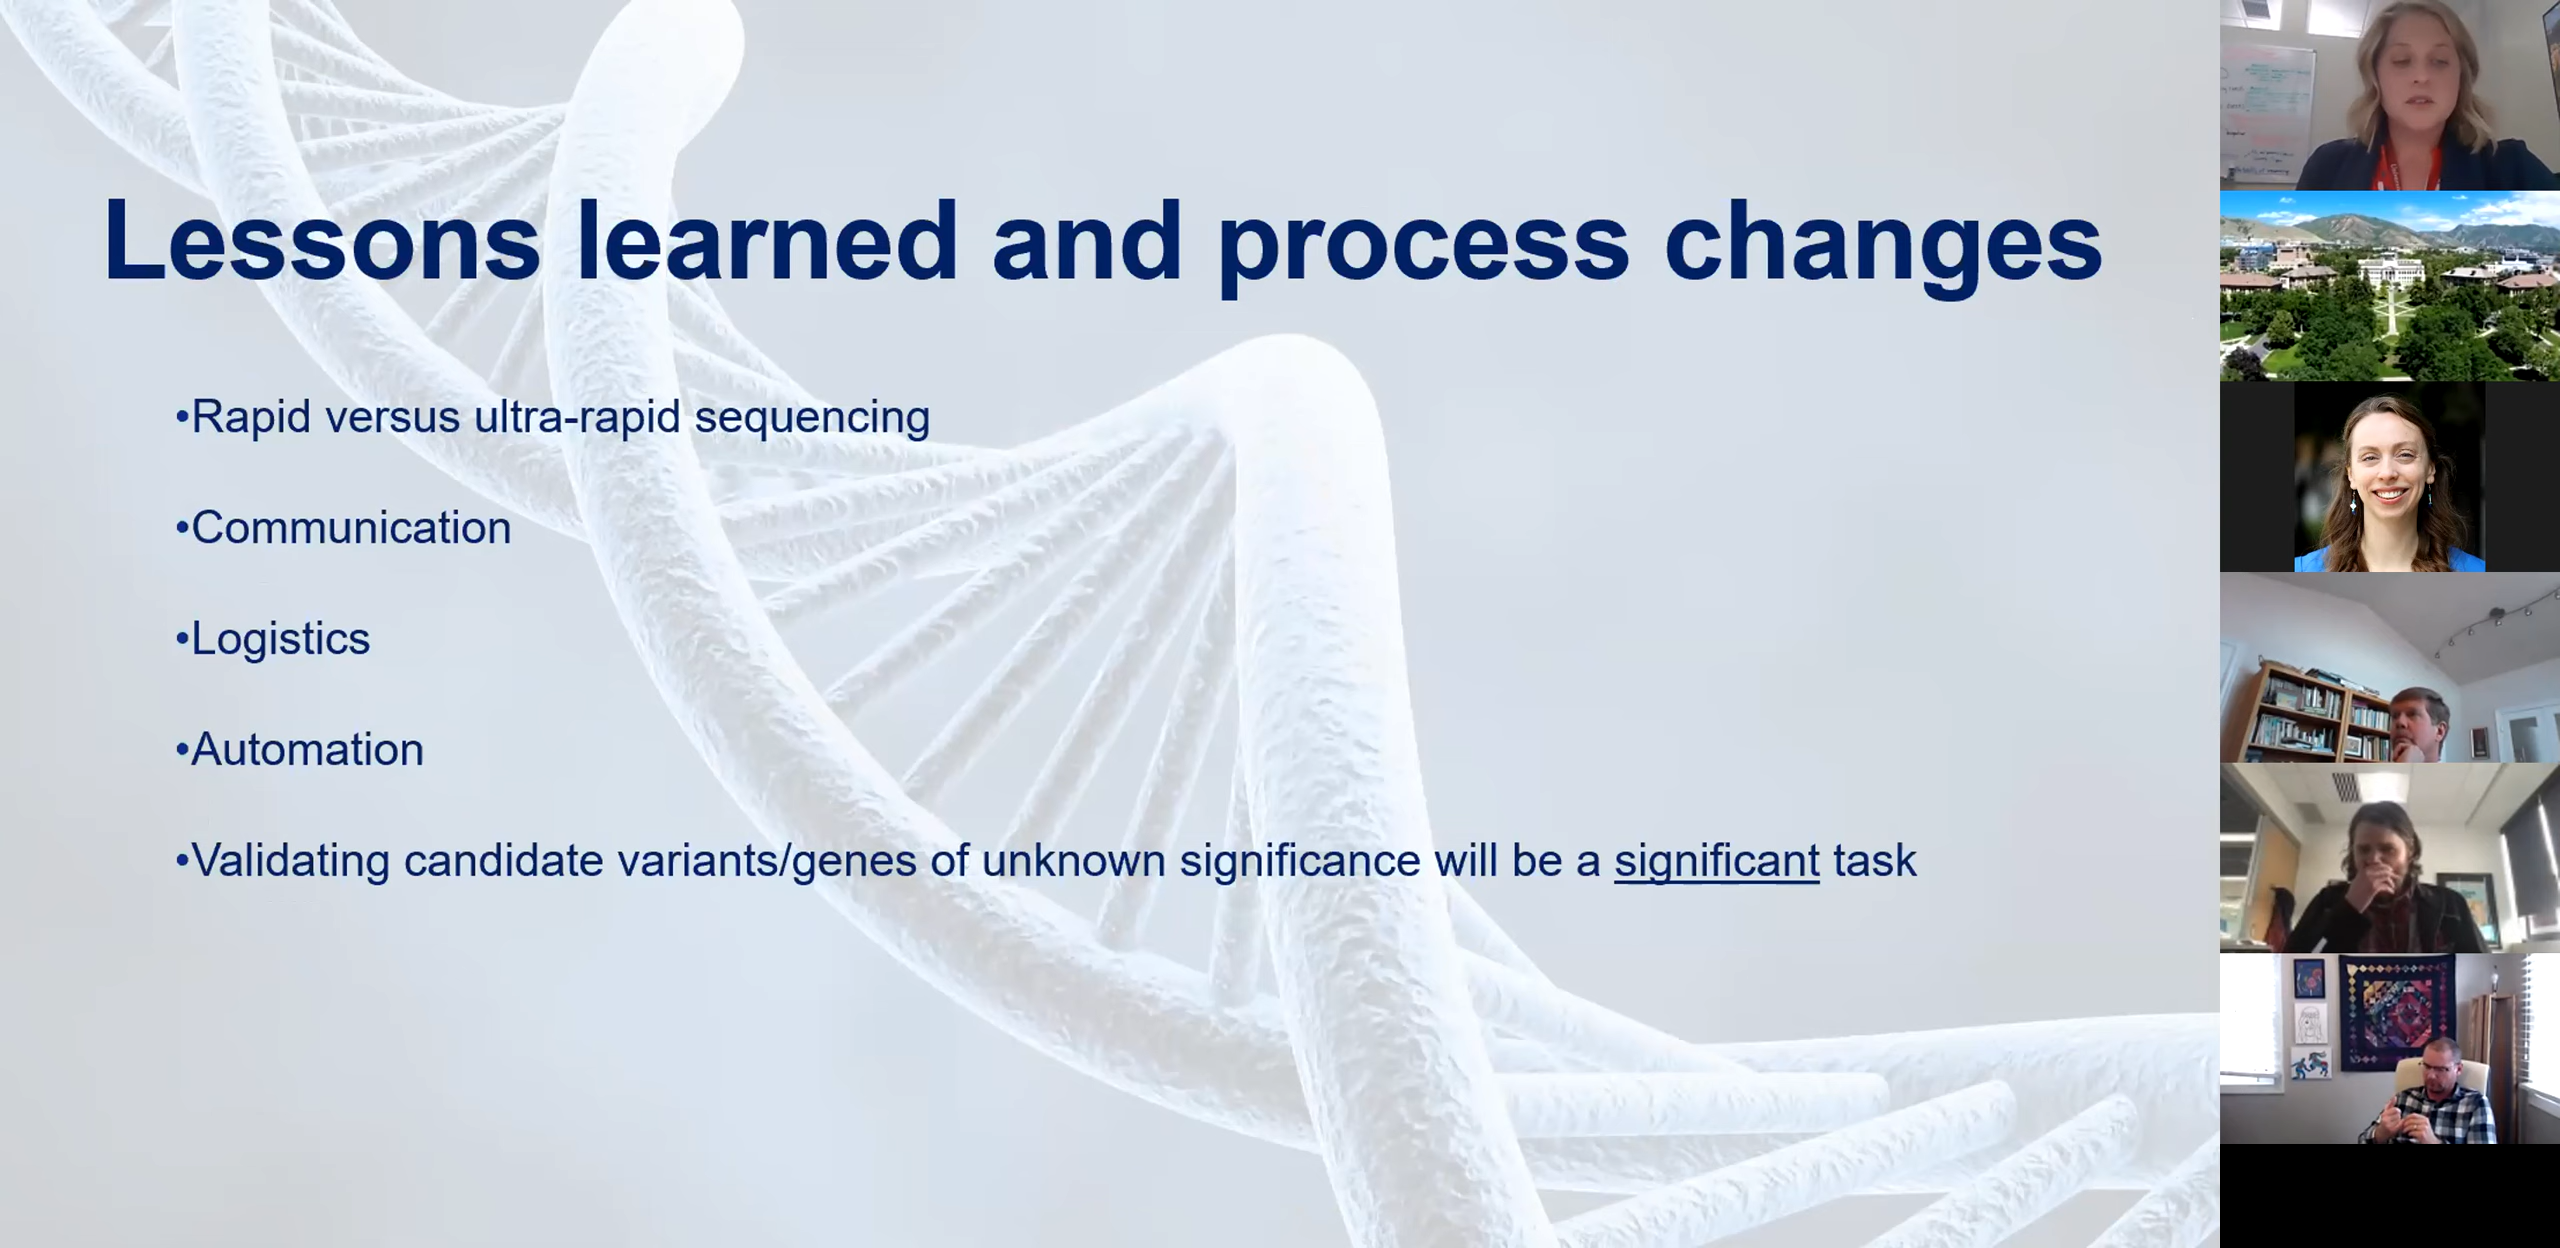 Lessons learned and process changes
•Rapid versus ultra-rapid sequencing
•Communication
•Logistics
•Automation
•Validating candidate variants/genes of unknown significance will be a significant task